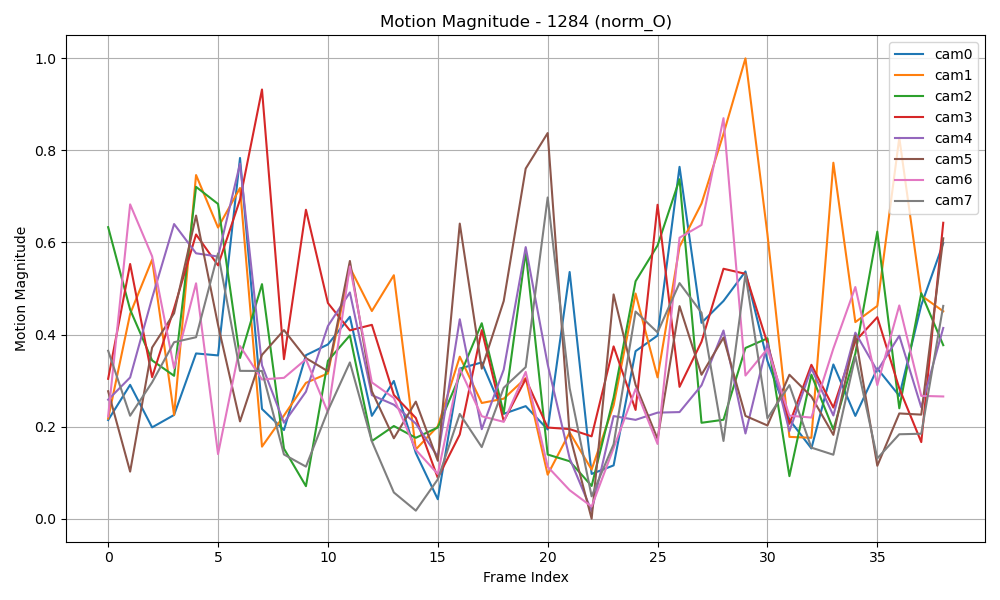 Motion Magnitude - 1284 (norm_O)
Motion Magnitude
1.0
0.8
0.6
0.4
0.2
0.0
0 5 10 15 20 25 30 35
Frame Index
cam0
cam1
cam2
cam3
cam4
cam5
cam6
cam7